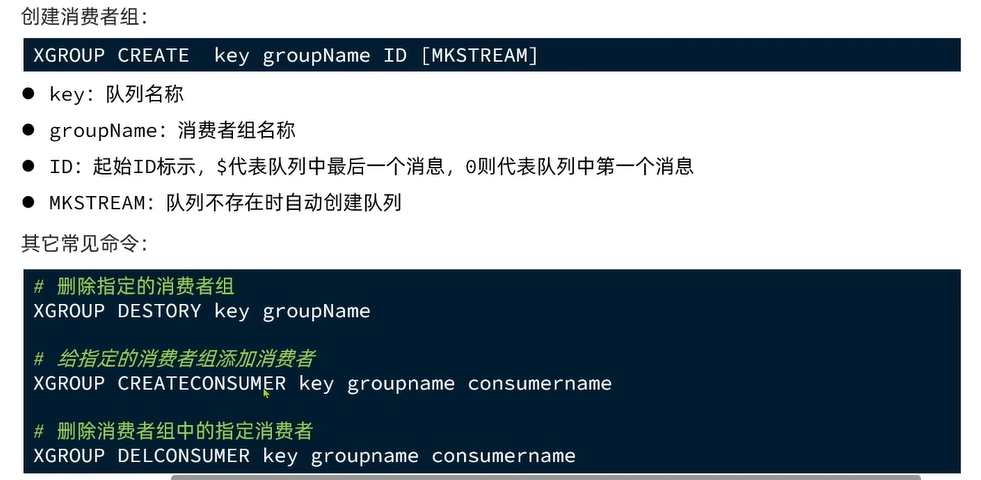 创建消费者组：
XGROUP CREATE  key groupName ID [MKSTREAM]
● key：队列名称
● groupName：消费者组名称
● ID：起始ID标示，$代表队列中最后一个消息，0则代表队列中第一个消息
● MKSTREAM：队列不存在时自动创建队列
其它常见命令：
# 删除指定的消费者组
XGROUP DESTORY key groupName
# 给指定的消费者组添加消费者
XGROUP CREATECONSUMER key groupname consumername
# 删除消费者组中的指定消费者
XGROUP DELCONSUMER key groupname consumername